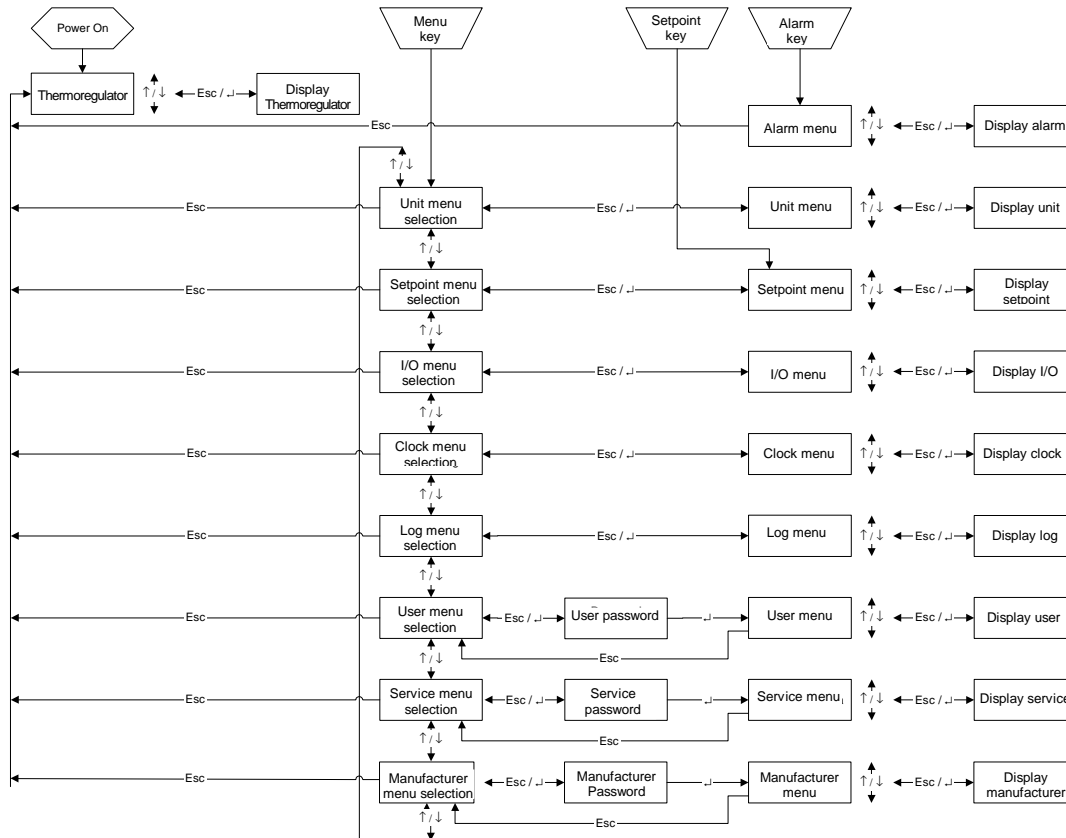 Power On
Menu
key
Setpoint
key
Alarm
key
Thermoregulator
↑/↓
Esc / ↵
Display
Thermoregulator
Esc
Alarm menu
↑/↓
Esc / ↵
Display alarm
↑/↓
Esc
Unit menu
selection
Esc / ↵
Unit menu
↑/↓
Esc / ↵
Display unit
↑/↓
Esc
Setpoint menu
selection
Esc / ↵
Setpoint menu
↑/↓
Esc / ↵
Display
setpoint
↑/↓
Esc
I/O menu
selection
Esc / ↵
I/O menu
↑/↓
Esc / ↵
Display I/O
↑/↓
Esc
Clock menu
selection
Esc / ↵
Clock menu
↑/↓
Esc / ↵
Display clock
↑/↓
Esc
Log menu
selection
Esc / ↵
Log menu
↑/↓
Esc / ↵
Display log
↑/↓
Esc
User menu
selection
Esc / ↵
User password
↵
User menu
↑/↓
Esc / ↵
Display user
Esc
↑/↓
Esc
Service menu
selection
Esc / ↵
Service
password
↵
Service menu
↑/↓
Esc / ↵
Display service
Esc
↑/↓
Esc
Manufacturer
menu selection
Esc / ↵
Manufacturer
Password
↵
Manufacturer
menu
↑/↓
Esc / ↵
Display
manufacturer
Esc
↑/↓